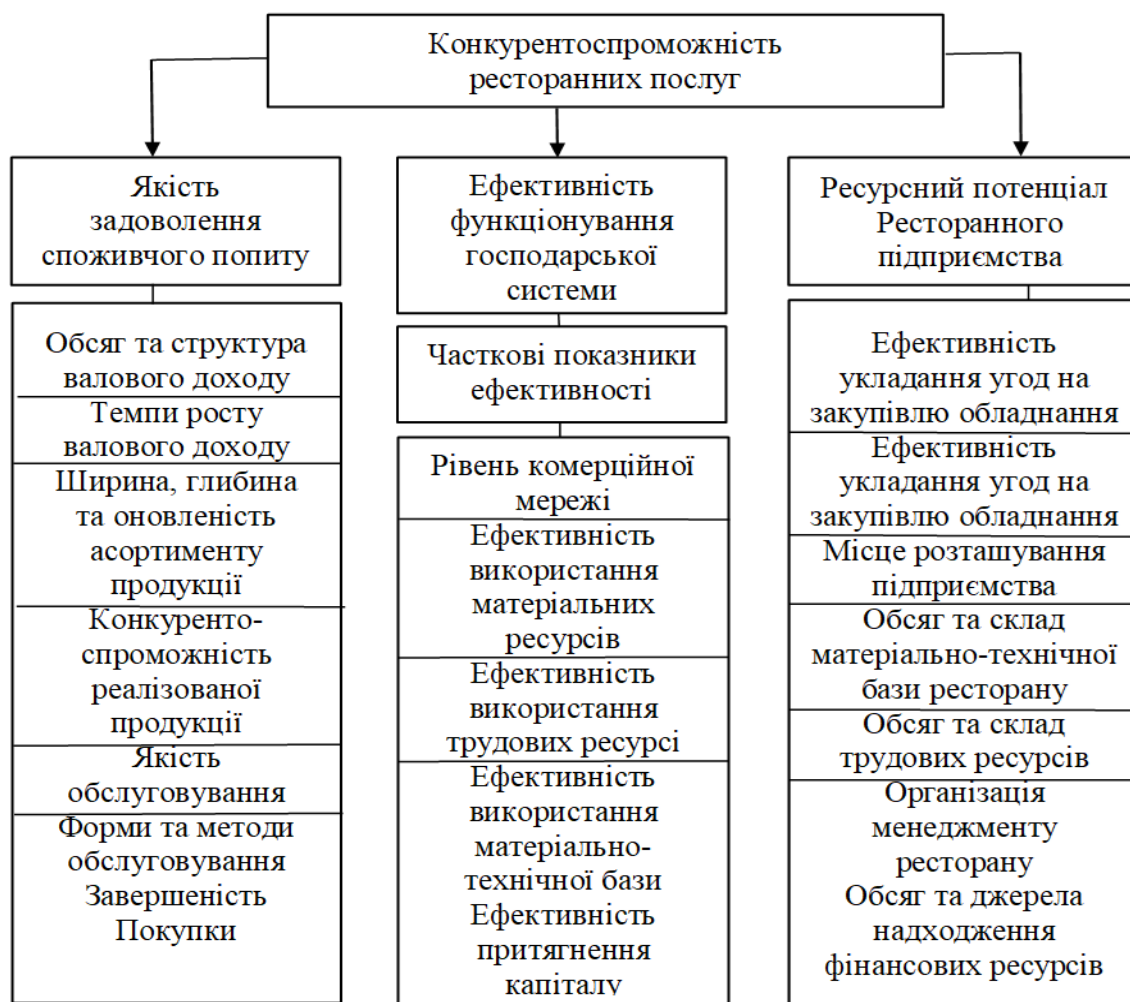 Конкурентоспроможність
ресторанних послуг
Якість
задоволення
споживчого попиту
Обсяг та структура
валового доходу
Темпи росту
валового доходу
Ширина, глибина
та оновленість
асортименту
продукції
Конкуренто-
спроможність
реалізованої
продукції
Якість
обслуговування
Форми та методи
обслуговування
Завершеність
Покупки
Ефективність
функціонування
господарської
системи
Часткові показники
ефективності
Рівень комерційної
мережі
Ефективність
використання
матеріальних
ресурсів
Ефективність
використання
трудових ресурсі
Ефективність
використання
матеріально-
технічної бази
Ефективність
притягнення
капіталу
Ресурсний потенціал
Ресторанного
підприємства
Ефективність
укладання угод на
закупівлю обладнання
Ефективність
укладання угод на
закупівлю обладнання
Місце розташування
підприємства
Обсяг та склад
матеріально-технічної
бази ресторану
Обсяг та склад
трудових ресурсів
Організація
менеджменту
ресторану
Обсяг та джерела
надходження
фінансових ресурсів